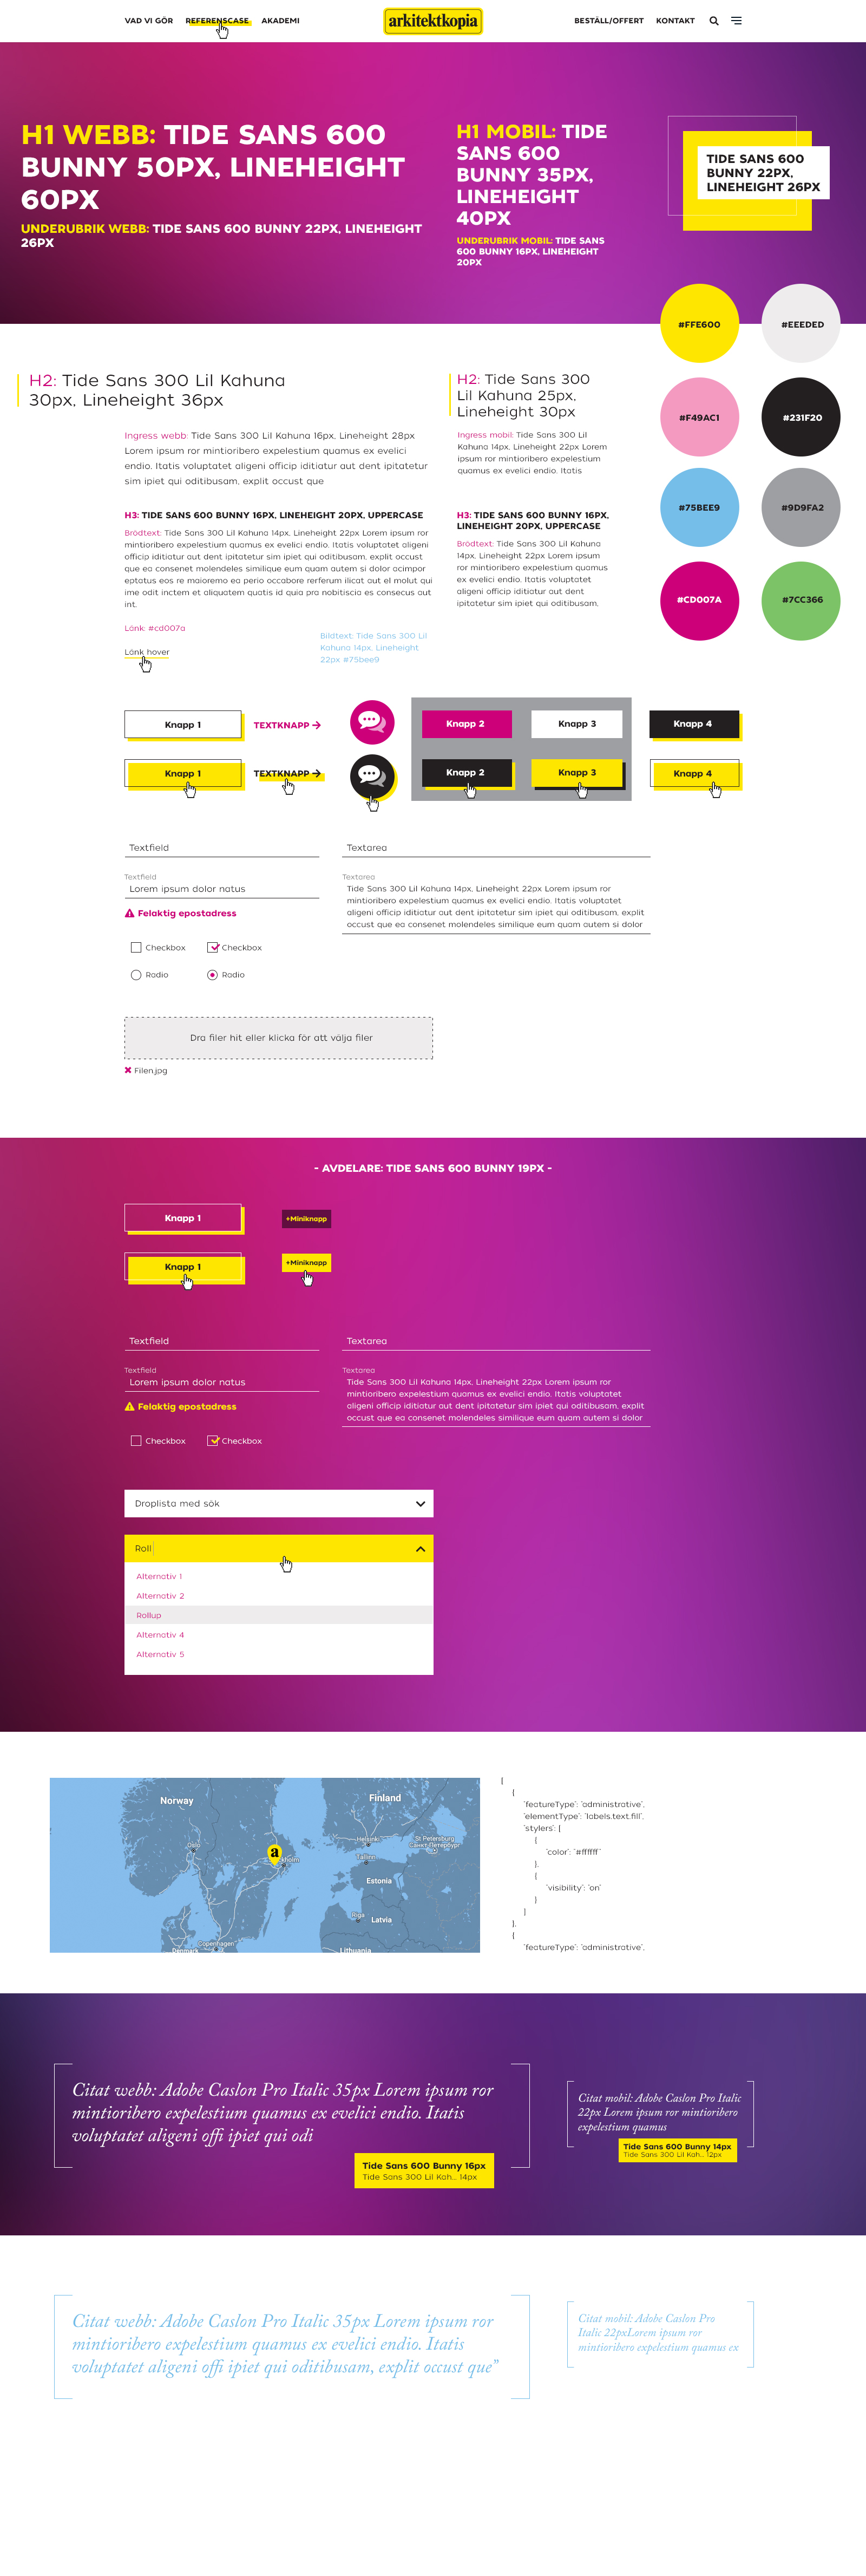 VAD VI GÖR REFERENSCASE AKADEMI arkitektkopia BESTÄLL/OFFERT KONTAKT
H1 WEBB: TIDE SANS 600
BUNNY 50PX, LINEHEIGHT
60PX
UNDERUBRIK WEBB: TIDE SANS 600 BUNNY 22PX, LINEHEIGHT
26PX
H1 MOBIL: TIDE
SANS 600
BUNNY 35PX,
LINEHEIGHT
40PX
UNDERUBRIK MOBIL: TIDE SANS
600 BUNNY 16PX, LINEHEIGHT
20PX
TIDE SANS 600
BUNNY 22PX,
LINEHEIGHT 26PX
#FFE600 #EEEDED
#F49AC1 #231F20
#75BEE9 #9D9FA2
#CD007A #7CC366
H2: Tide Sans 300 Lil Kahuna
30px, Lineheight 36px
Ingress webb: Tide Sans 300 Lil Kahuna 16px, Lineheight 28px
Lorem ipsum ror mintioribero expelestium quamus ex evelici
endio. Itatis voluptatet aligeni officip iditiatur aut dent ipitatetur
sim ipiet qui oditibusam, explit occust que
H3: TIDE SANS 600 BUNNY 16PX, LINEHEIGHT 20PX, UPPERCASE
Brödtext: Tide Sans 300 Lil Kahuna 14px, Lineheight 22px Lorem ipsum ror
mintioribero expelestium quamus ex evelici endio. Itatis voluptatet aligeni
officip iditiatur aut dent ipitatetur sim ipiet qui oditibusam, explit occust
que ea consenet molendeles similique eum quam autem si dolor acimpor
eptatus eos re maioremo ea perio occabore rerferum ilicat aut el molut qui
ime odit inctem et aliquatem quatis id quia pra nobitiscia es consecus aut
int.
Länk: #cd007a
Länk hover
Bildtext: Tide Sans 300 Lil
Kahuna 14px, Lineheight
22px #75bee9
H2: Tide Sans 300
Lil Kahuna 25px,
Lineheight 30px
Ingress mobil: Tide Sans 300 Lil
Kahuna 14px, Lineheight 22px Lorem
ipsum ror mintioribero expelestium
quamus ex evelici endio. Itatis
H3: TIDE SANS 600 BUNNY 16PX,
LINEHEIGHT 20PX, UPPERCASE
Brödtext: Tide Sans 300 Lil Kahuna
14px, Lineheight 22px Lorem ipsum
ror mintioribero expelestium quamus
ex evelici endio. Itatis voluptatet
aligeni officip iditiatur aut dent
ipitatetur sim ipiet qui oditibusam,
Knapp 1 TEXTKNAPP Knapp 2 Knapp 3 Knapp 4
Knapp 1 TEXTKNAPP Knapp 2 Knapp 3 Knapp 4
Textfield
Textfield
Lorem ipsum dolor natus
Felaktig epostadress
Checkbox Checkbox
Radio Radio
Textarea
Textarea
Tide Sans 300 Lil Kahuna 14px, Lineheight 22px Lorem ipsum ror
mintioribero expelestium quamus ex evelici endio. Itatis voluptatet
aligeni officip iditiatur aut dent ipitatetur sim ipiet qui oditibusam, explit
occust que ea consenet molendeles similique eum quam autem si dolor
Dra filer hit eller klicka för att välja filer
Filen.jpg
- AVDELARE: TIDE SANS 600 BUNNY 19PX -
Knapp 1 +Miniknapp
Knapp 1 +Miniknapp
Textfield
Textfield
Lorem ipsum dolor natus
Felaktig epostadress
Checkbox Checkbox
Textarea
Textarea
Tide Sans 300 Lil Kahuna 14px, Lineheight 22px Lorem ipsum ror
mintioribero expelestium quamus ex evelici endio. Itatis voluptatet
aligeni officip iditiatur aut dent ipitatetur sim ipiet qui oditibusam, explit
occust que ea consenet molendeles similique eum quam autem si dolor
Droplista med sök
Roll
Alternativ 1
Alternativ 2
Rollup
Alternativ 4
Alternativ 5
Norway
Finland
Oslo
Helsinki
St Petersburg
Санкт-Петербург
Tallinn
a
kholm
Estonia
Riga
Latvia
Copenhagen
Denmark
Lithuania
[
{
"featureType": "administrative",
"elementType": "labels.text.fill",
"stylers": [
{
"color": "#ffffff"
},
{
"visibility": "on"
}
]
},
{
"featureType": "administrative",
Citat webb: Adobe Caslon Pro Italic 35px Lorem ipsum ror
mintioribero expelestium quamus ex evelici endio. Itatis
voluptatet aligeni offi ipiet qui odi
Tide Sans 600 Bunny 16px
Tide Sans 300 Lil Kah... 14px
Citat mobil: Adobe Caslon Pro Italic
22px Lorem ipsum ror mintioribero
expelestium quamus
Tide Sans 600 Bunny 14px
Tide Sans 300 Lil Kah... 12px
Citat webb: Adobe Caslon Pro Italic 35px Lorem ipsum ror
mintioribero expelestium quamus ex evelici endio. Itatis
voluptatet aligeni offi ipiet qui oditibusam, explit occust que”
Citat mobil: Adobe Caslon Pro
Italic 22pxLorem ipsum ror
mintioribero expelestium quamus ex